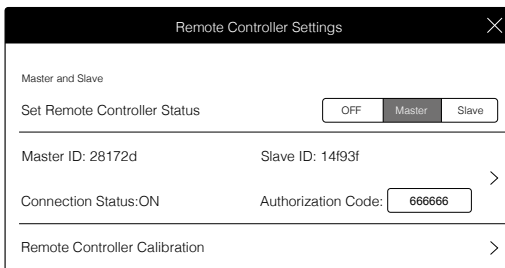 Remote Controller Settings
Master and Slave
Set Remote Controller Status OFF Master Slave
Master ID: 28172d Slave ID: 14f93f
Connection Status:ON Authorization Code: 666666
Remote Controller Calibration